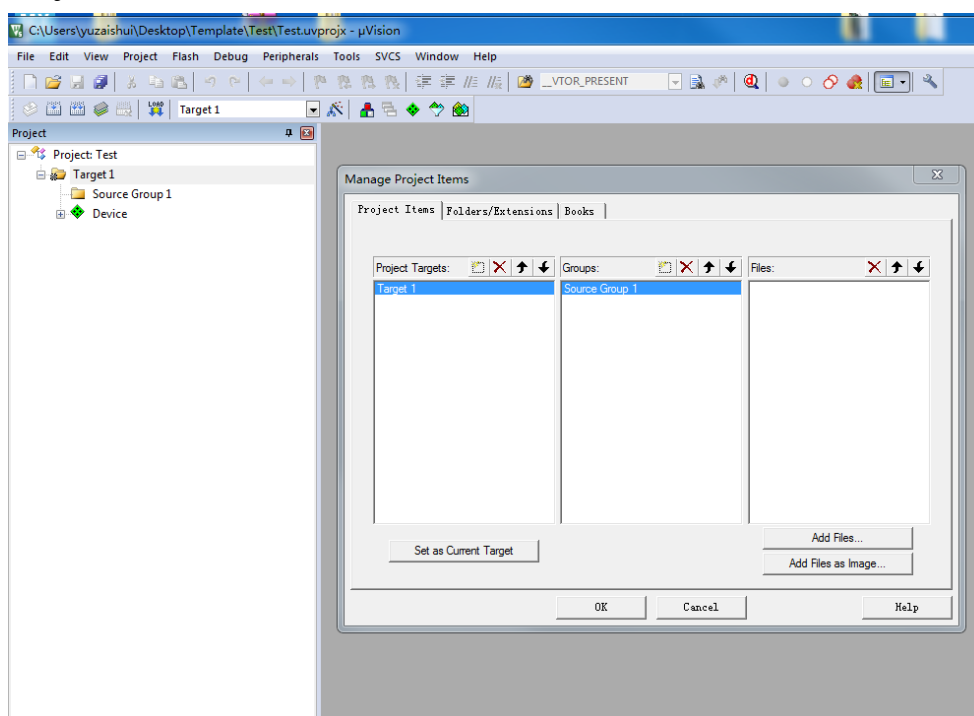 C:\Users\yuzaishui\Desktop\Template\Test\Test.uvprojx - µVision
File Edit View Project Flash Debug Peripherals Tools SVCS Window Help
__VTOR_PRESENT
LOAD Target 1
Project
Project: Test
Target 1
Source Group 1
Device
Manage Project Items
Project Items Folders/Extensions Books
Project Targets: Groups: Files:
Target 1 Source Group 1
Set as Current Target
Add Files...
Add Files as Image...
OK Cancel Help